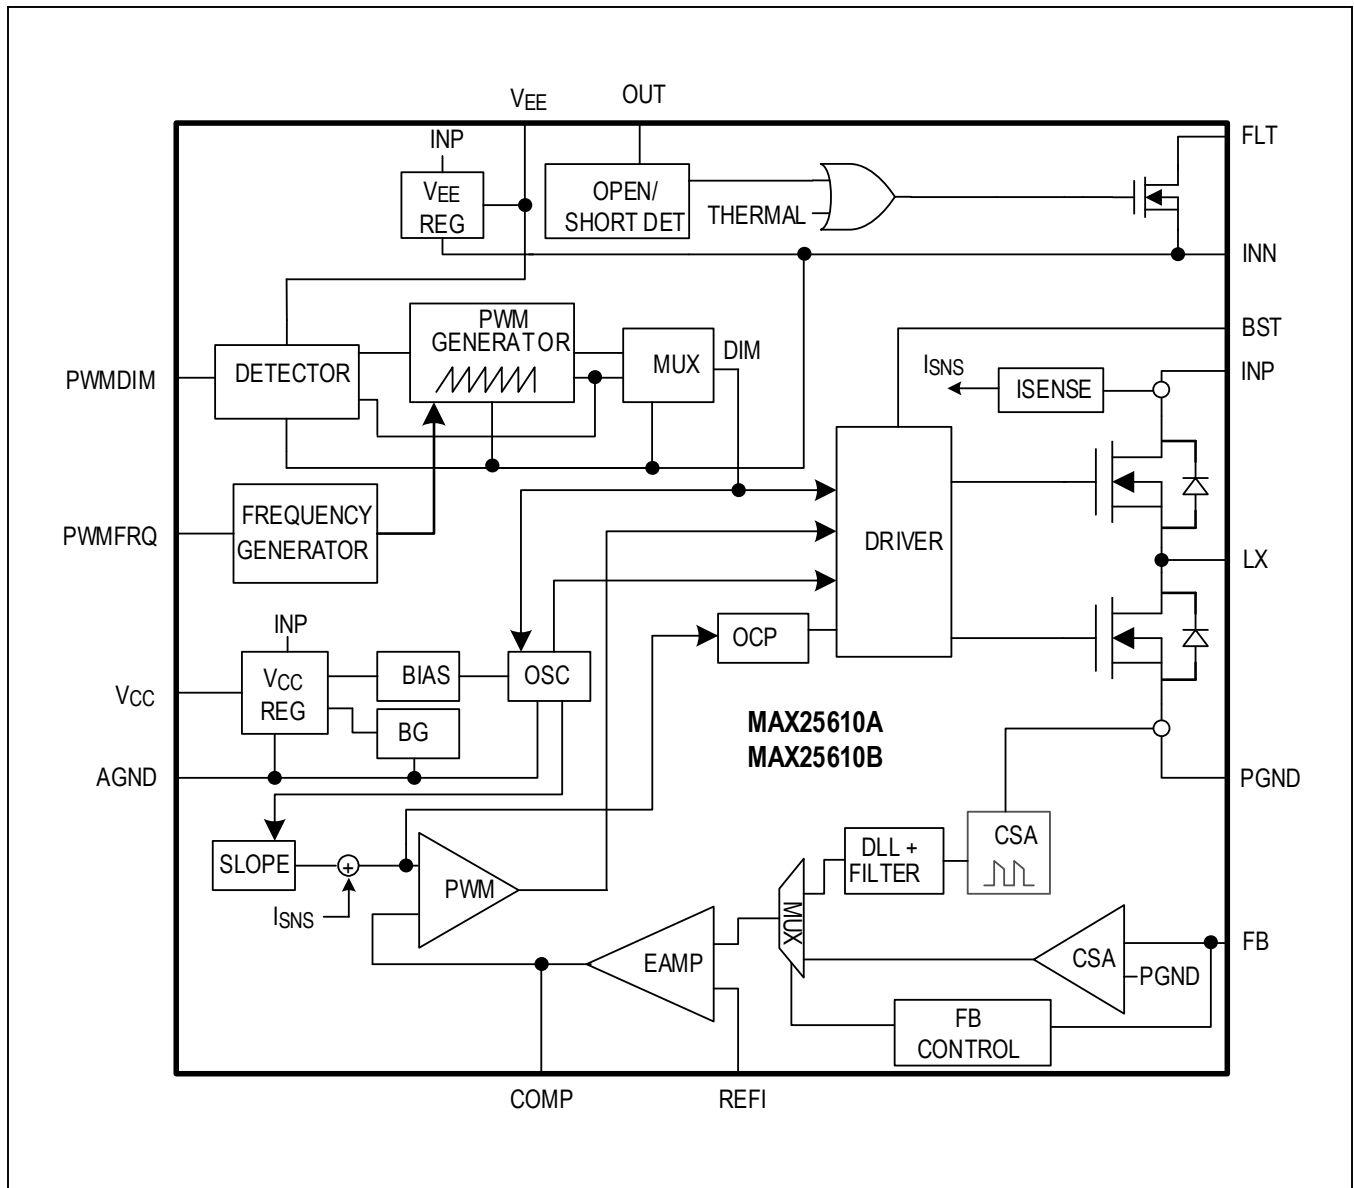 VEE
OUT
INP
VEE
REG
OPEN/
SHORT DET
THERMAL
FLT
INN
BST
INP
PWMDIM
DETECTOR
PWM
GENERATOR
MUX
DIM
ISNS
ISENSE
PWMFRQ
FREQUENCY
GENERATOR
DRIVER
LX
INP
VCC
VCC
REG
BIAS
BG
OSC
OCP
MAX25610A
MAX25610B
AGND
PGND
SLOPE
+
ISNS
PWM
DLL +
FILTER
CSA
MUX
EAMP
CSA
PGND
FB
FB
CONTROL
COMP
REFI